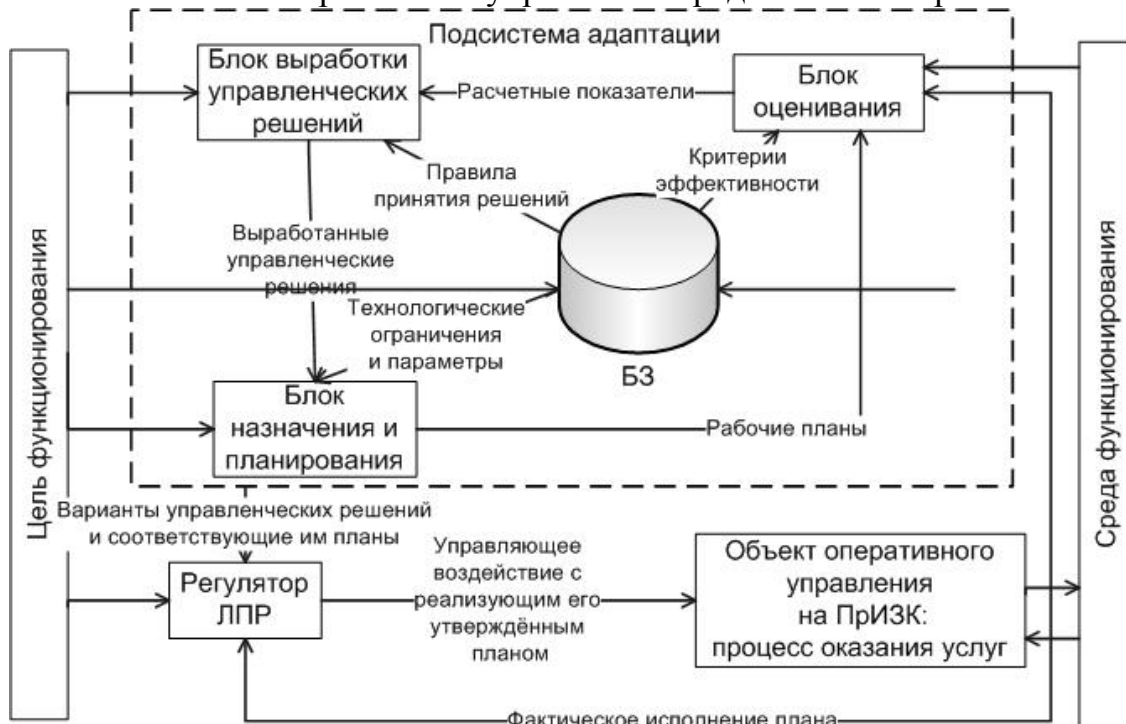 Подсистема адаптации
Блок выработки
управленческих
решений
Расчетные показатели
Блок
оценивания
Правила
принятия решений
Критерии
эффективности
Выработанные
управленческие
решения
Технологические
ограничения
и параметры
БЗ
Блок
назначения и
планирования
Рабочие планы
Цель функционирования
Среда функционирования
Варианты управленческих решений
и соответствующие им планы
Регулятор
ЛПР
Управляющее
воздействие с
реализующим его
утверждённым
планом
Объект оперативного
управления
на ПрИЗК:
процесс оказания услуг
Фактическое исполнение плана